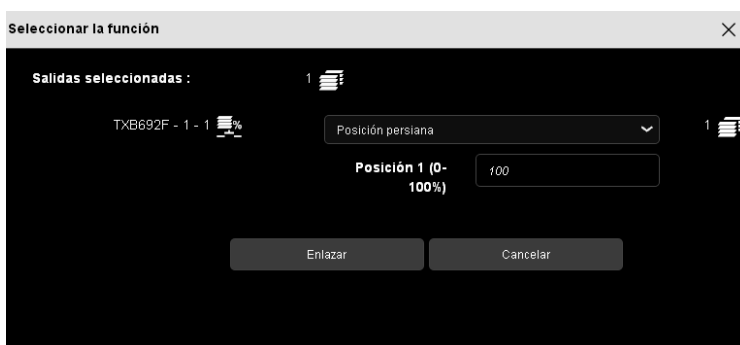 Seleccionar la función
Salidas seleccionadas : 1
TXB692F - 1 - 1 % Posición persiana 1
Posición 1 (0-
100%) 100
Enlazar Cancelar